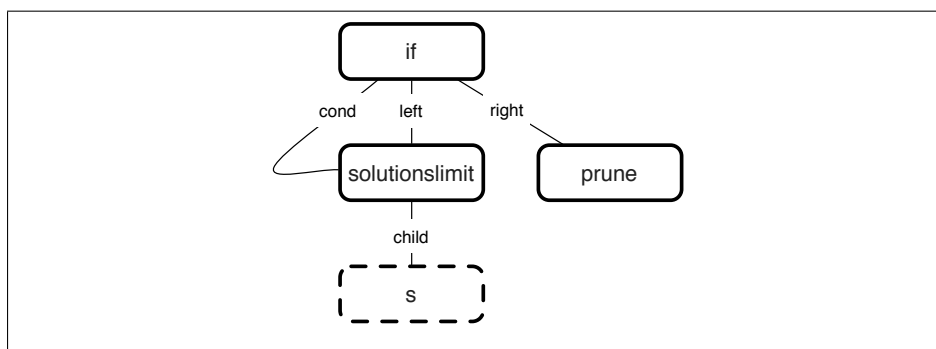 if
cond left right
solutionslimit prune
child
s